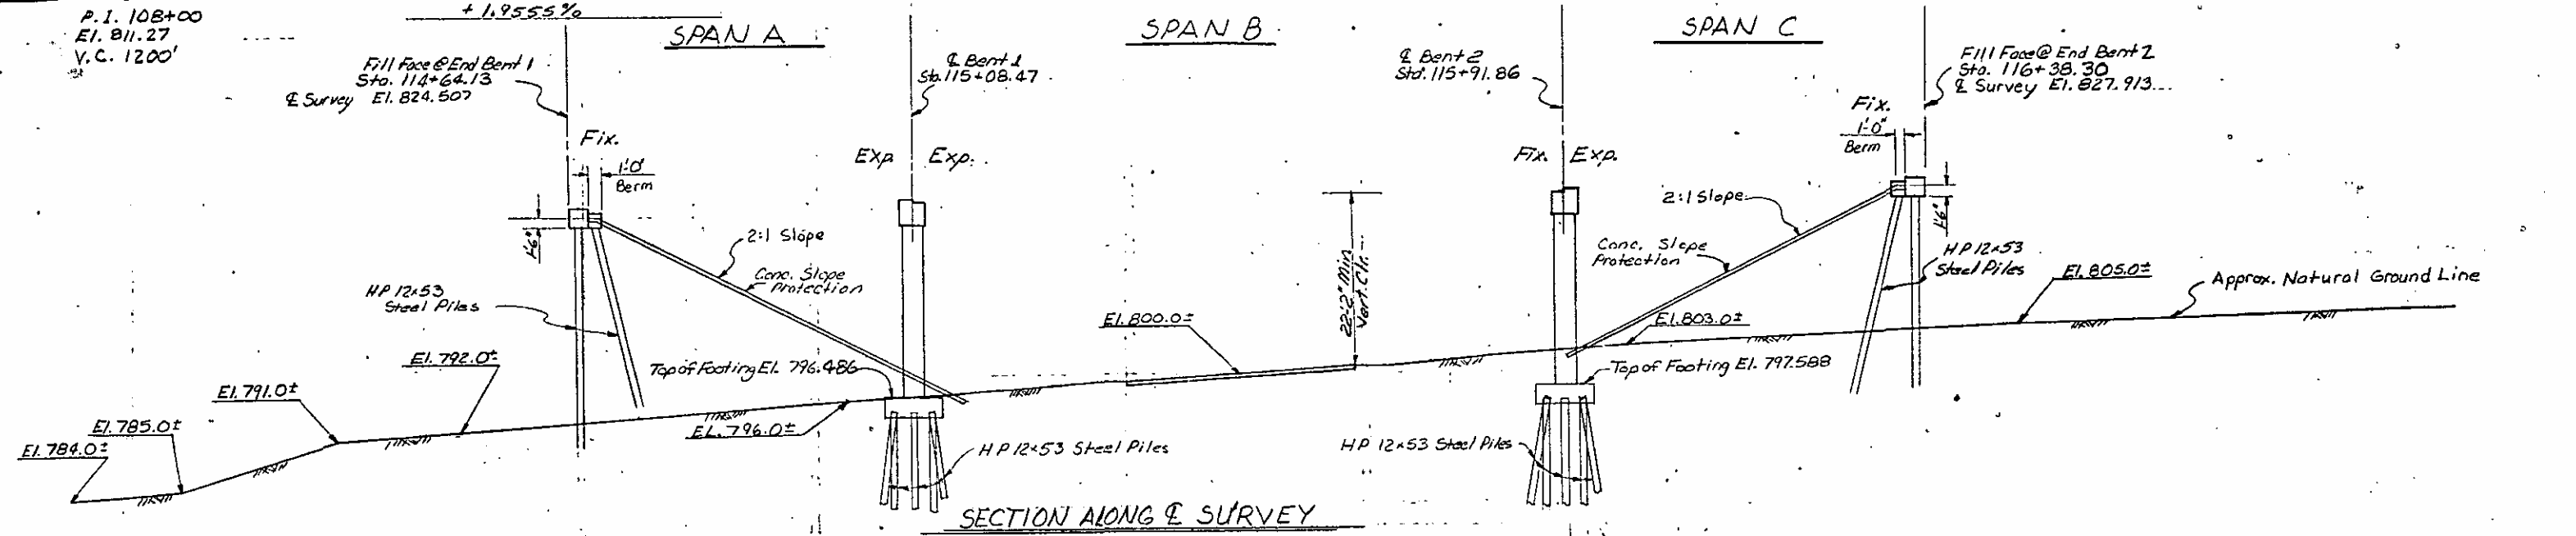 P.I. 108+00
El. 811.27
V.C. 1200'
+1.9555%
SPAN A
SPAN B
SPAN C
Fill Face @ End Bent 1
Sta. 114+64.13
℄ Survey El. 824.507
℄ Bent 1
Sta. 115+08.47
℄ Bent 2
Sta. 115+91.86
Fill Face @ End Bent 2
Sta. 116+38.30
℄ Survey El. 827.913
Fix.
1'-0"
Berm
Exp. Exp.
Fix. Exp.
Fix.
1'-0"
Berm
1'-6"
2:1 Slope
Conc. Slope
Protection
HP 12x53
Steel Piles
Vert. Clr.
2:1 Slope
Conc. Slope
Protection
1'-6"
HP 12x53
Steel Piles
El. 805.0±
Approx. Natural Ground Line
El. 800.0±
El. 803.0±
El. 792.0±
Top of Footing El. 796.486
Top of Footing El. 797.588
El. 791.0±
El. 785.0±
El. 784.0±
El. 796.0±
HP 12x53 Steel Piles
HP 12x53 Steel Piles
SECTION ALONG ℄ SURVEY